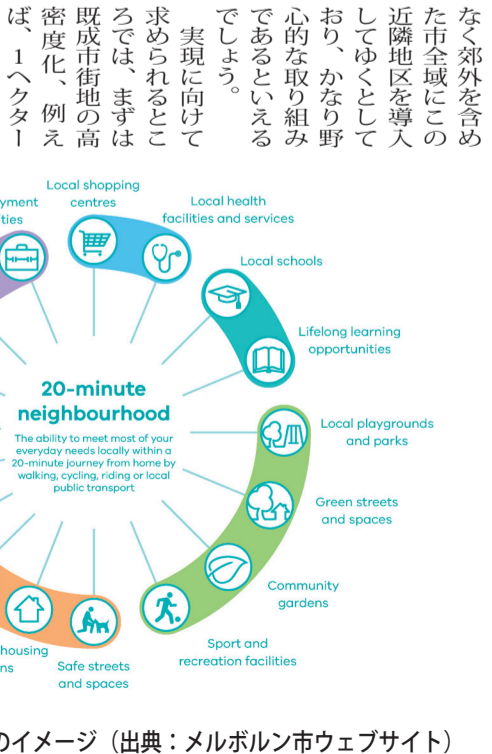 なく郊外を含め
た市全域にこの
近隣地区を導入
してゆくとして
おり、かなり野
心的な取り組み
であるといえる
でしょう。
実現に向けて
求められるとこ
ろでは、まずは
既成市街地の高
密度化、例え
ば、1ヘクター
yment
ties
Local shopping
centres
Local health
facilities and services
Local schools
Lifelong learning
opportunities
Local playgrounds
and parks
Green streets
and spaces
Community
gardens
Sport and
recreation facilities
Safe streets
and spaces
housing
ns
20-minute
neighbourhood
The ability to meet most of your
everyday needs locally within a
20-minute journey from home by
walking, cycling, riding or local
public transport
のイメージ（出典：メルボルン市ウェブサイト）